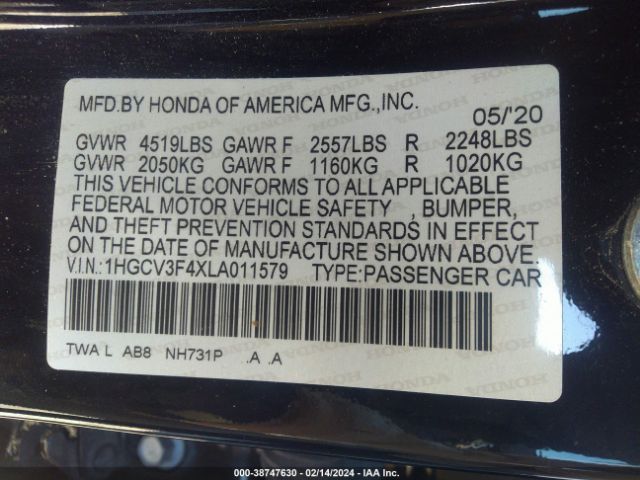 MFD.BY HONDA OF AMERICA MFG.,INC.
05/'20
GVWR 4519LBS GAWR F 2557LBS R 2248LBS
GVWR 2050KG GAWR F 1160KG R 1020KG
THIS VEHICLE CONFORMS TO ALL APPLICABLE
FEDERAL MOTOR VEHICLE SAFETY , BUMPER,
AND THEFT PREVENTION STANDARDS IN EFFECT
ON THE DATE OF MANUFACTURE SHOWN ABOVE.
V.I.N.:1HGCV3F4XLA011579 TYPE:PASSENGER CAR
TWA L AB8 NH731P .A .A
000-38747630 - 02/14/2024 - IAA Inc.